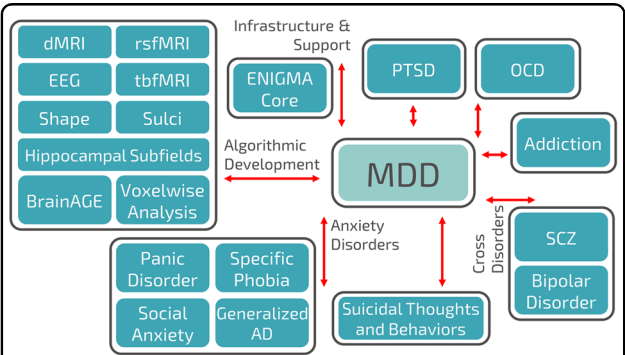 dMRI
rsfMRI
EEG
tbfMRI
Shape
Sulci
Hippocampal Subfields
BrainAGE
Voxelwise
Analysis
Infrastructure &
Support
ENIGMA
Core
PTSD
OCD
Addiction
Algorithmic
Development
MDD
Anxiety
Disorders
Cross
Disorders
SCZ
Bipolar
Disorder
Panic
Disorder
Specific
Phobia
Social
Anxiety
Generalized
AD
Suicidal Thoughts
and Behaviors